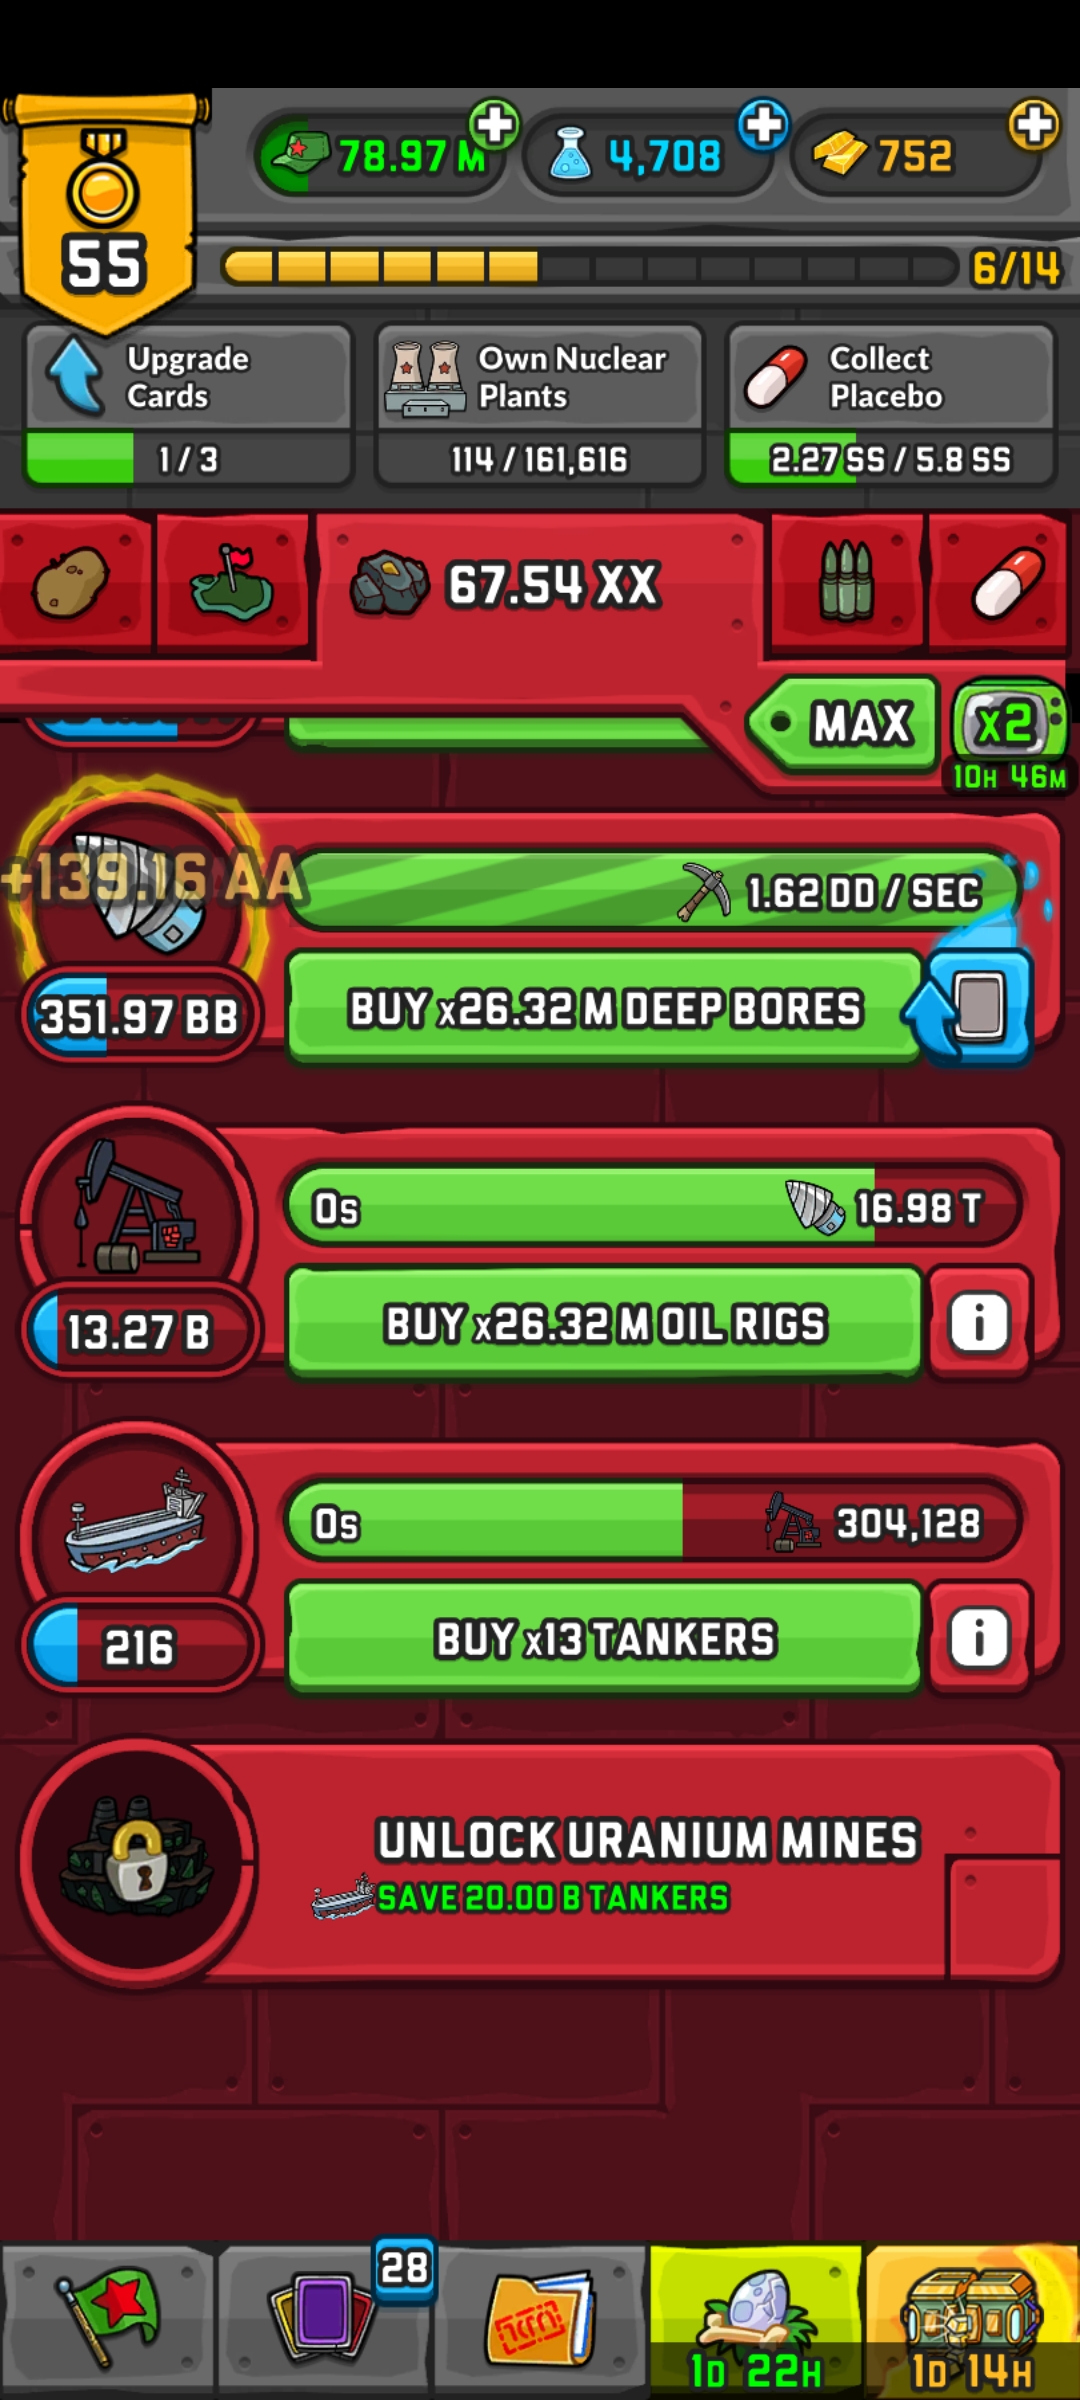 78.97 M
4,708
752
55
6/14
Upgrade
Cards
Own Nuclear
Plants
Collect
Placebo
1 / 3
114 / 161,616
2.27 SS / 5.8 SS
67.54 XX
MAX
x2
10H 46M
+139.16 AA
1.62 DD / SEC
351.97 BB
BUY x26.32 M DEEP BORES
0s
16.98 T
13.27 B
BUY x26.32 M OIL RIGS
i
0s
304,128
216
BUY x13 TANKERS
i
UNLOCK URANIUM MINES
SAVE 20.00 B TANKERS
28
1D 22H
1D 14H